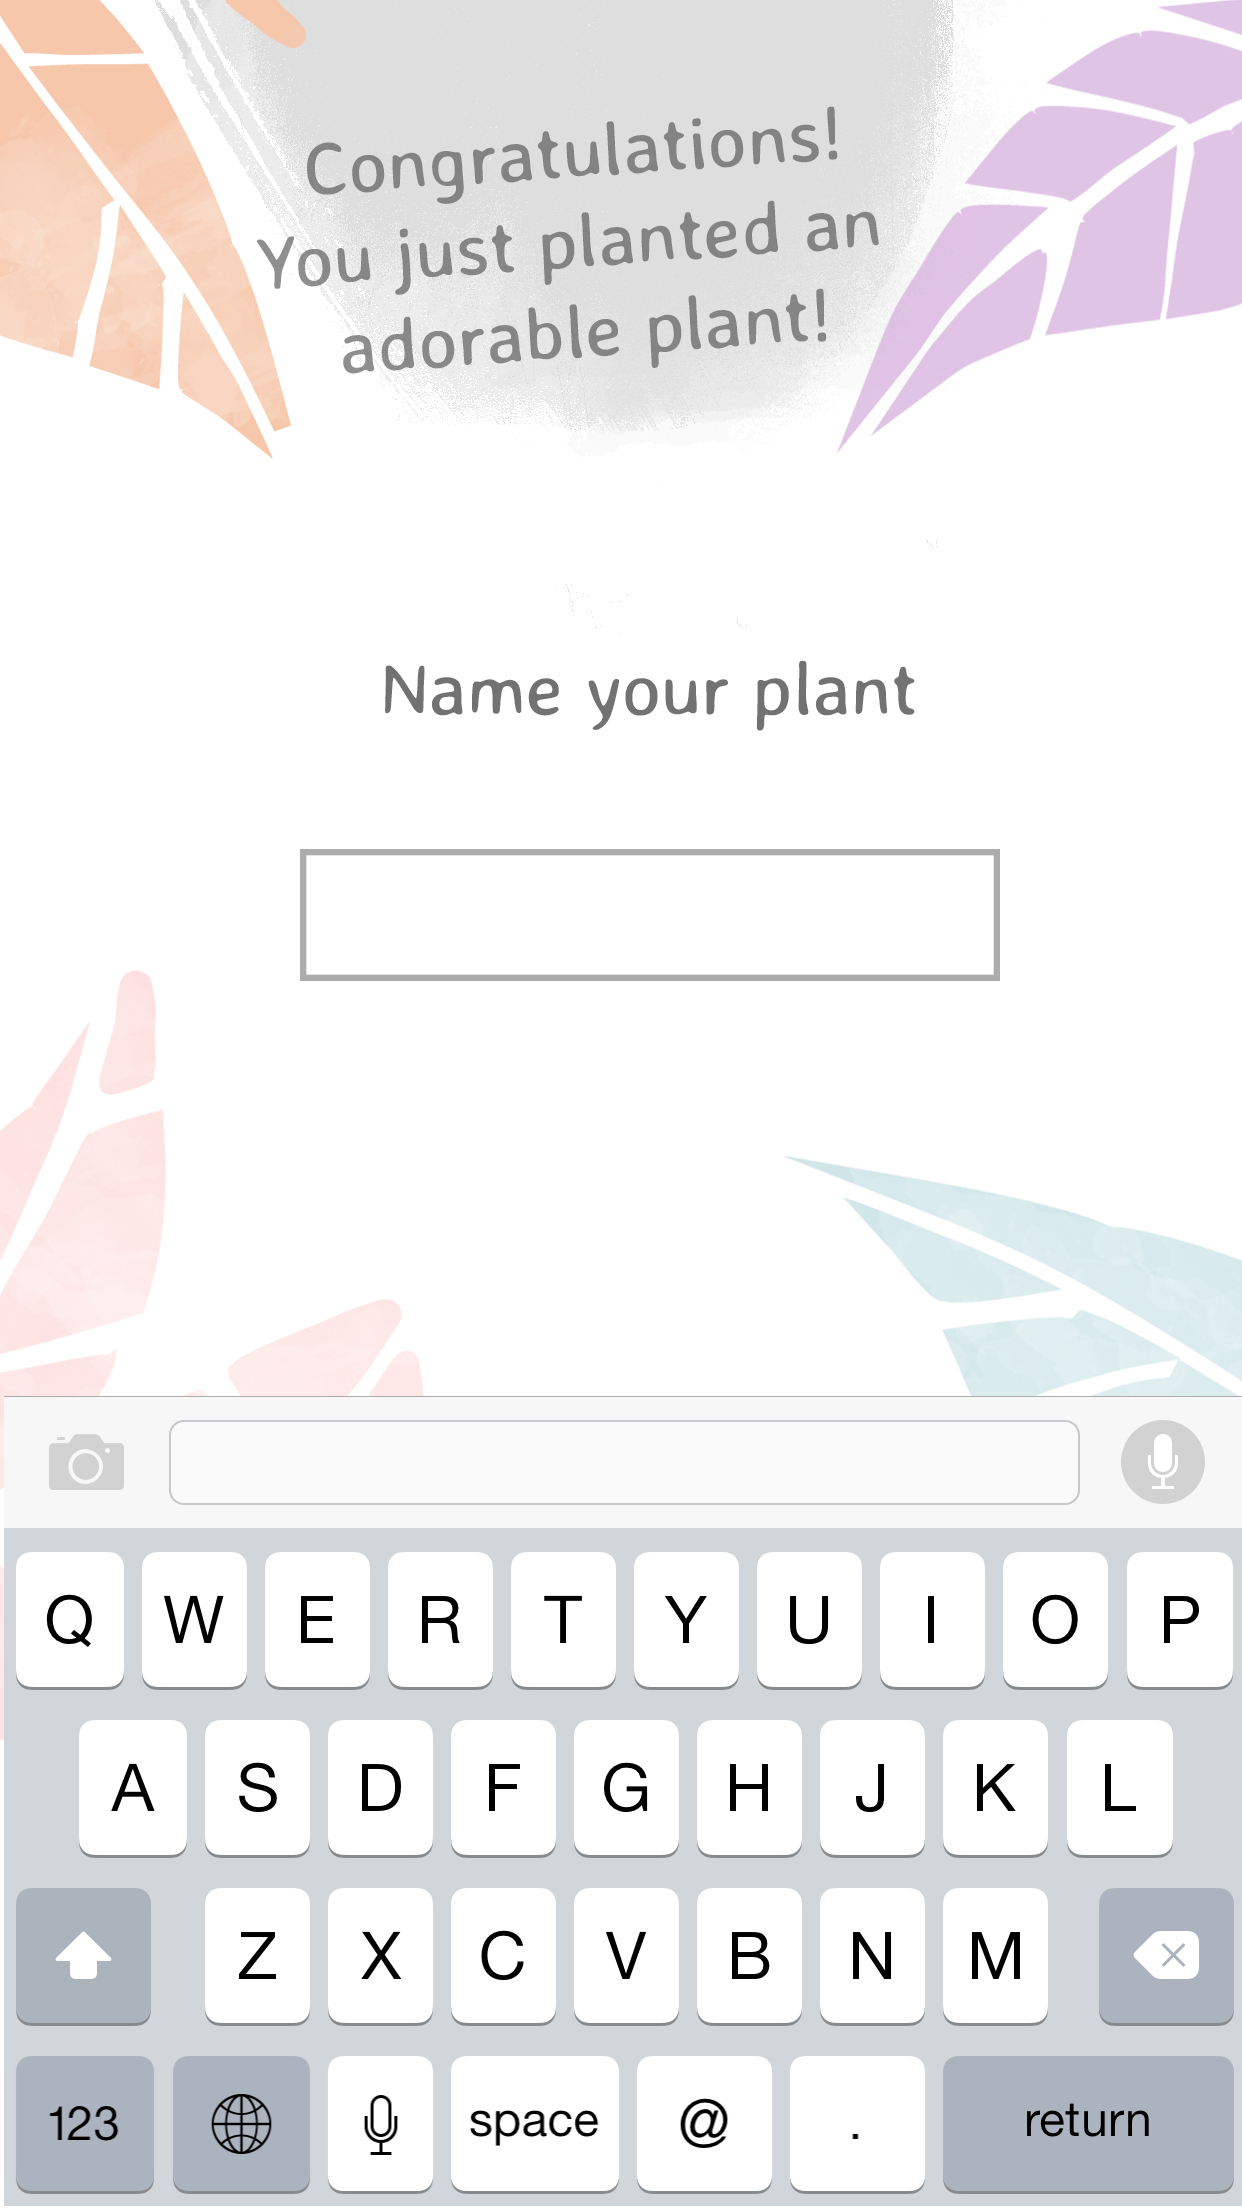 Congratulations!
You just planted an
adorable plant!
Name your plant
Q W E R T Y U I O P
A S D F G H J K L
Z X C V B N M
123 space @ . return